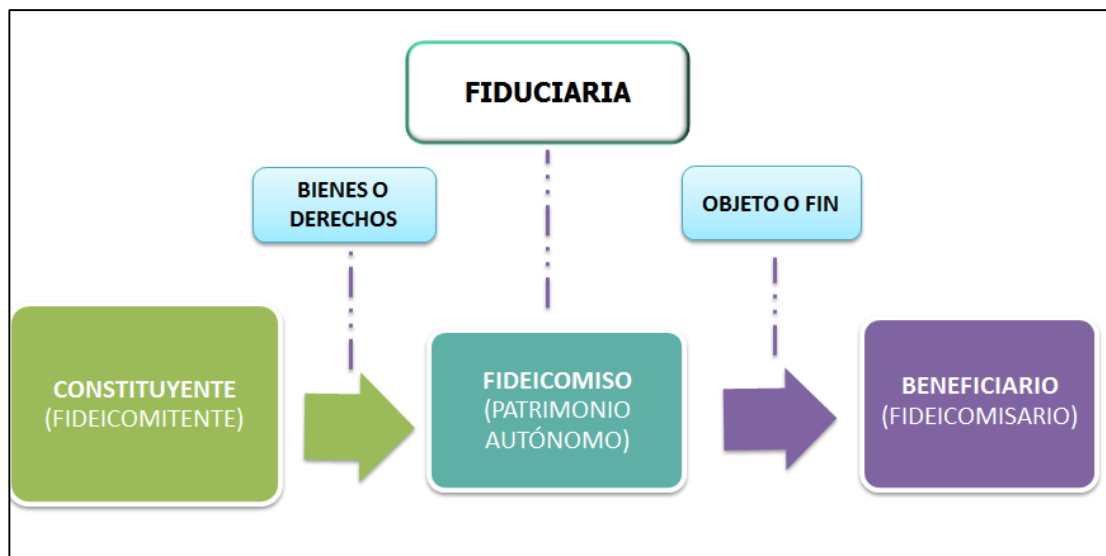 FIDUCIARIA
BIENES O
DERECHOS
OBJETO O FIN
CONSTITUYENTE
(FIDEICOMITENTE)
FIDEICOMISO
(PATRIMONIO
AUTÓNOMO)
BENEFICIARIO
(FIDEICOMISARIO)